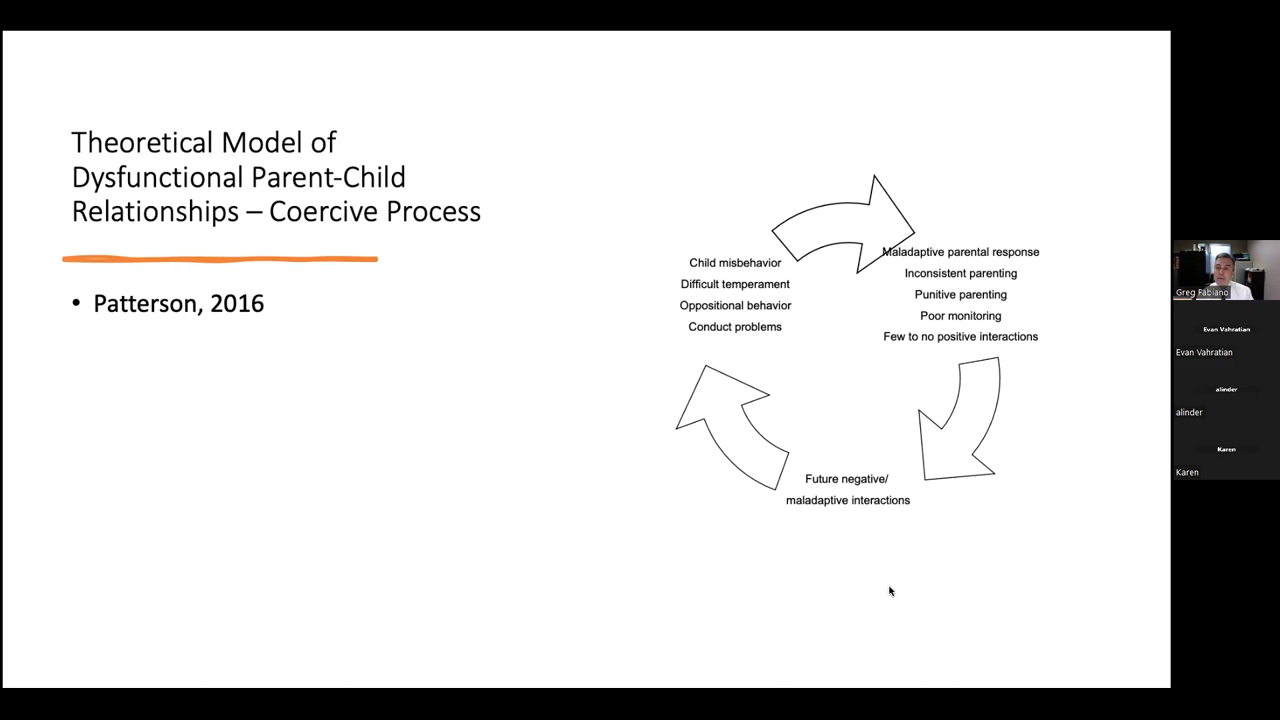 Theoretical Model of
Dysfunctional Parent-Child
Relationships – Coercive Process
• Patterson, 2016
Child misbehavior
Difficult temperament
Oppositional behavior
Conduct problems
Maladaptive parental response
Inconsistent parenting
Punitive parenting
Poor monitoring
Few to no positive interactions
Future negative/
maladaptive interactions
Greg Fabiano
Evan Vahratian
Evan Vahratian
alinder
alinder
Karen
Karen